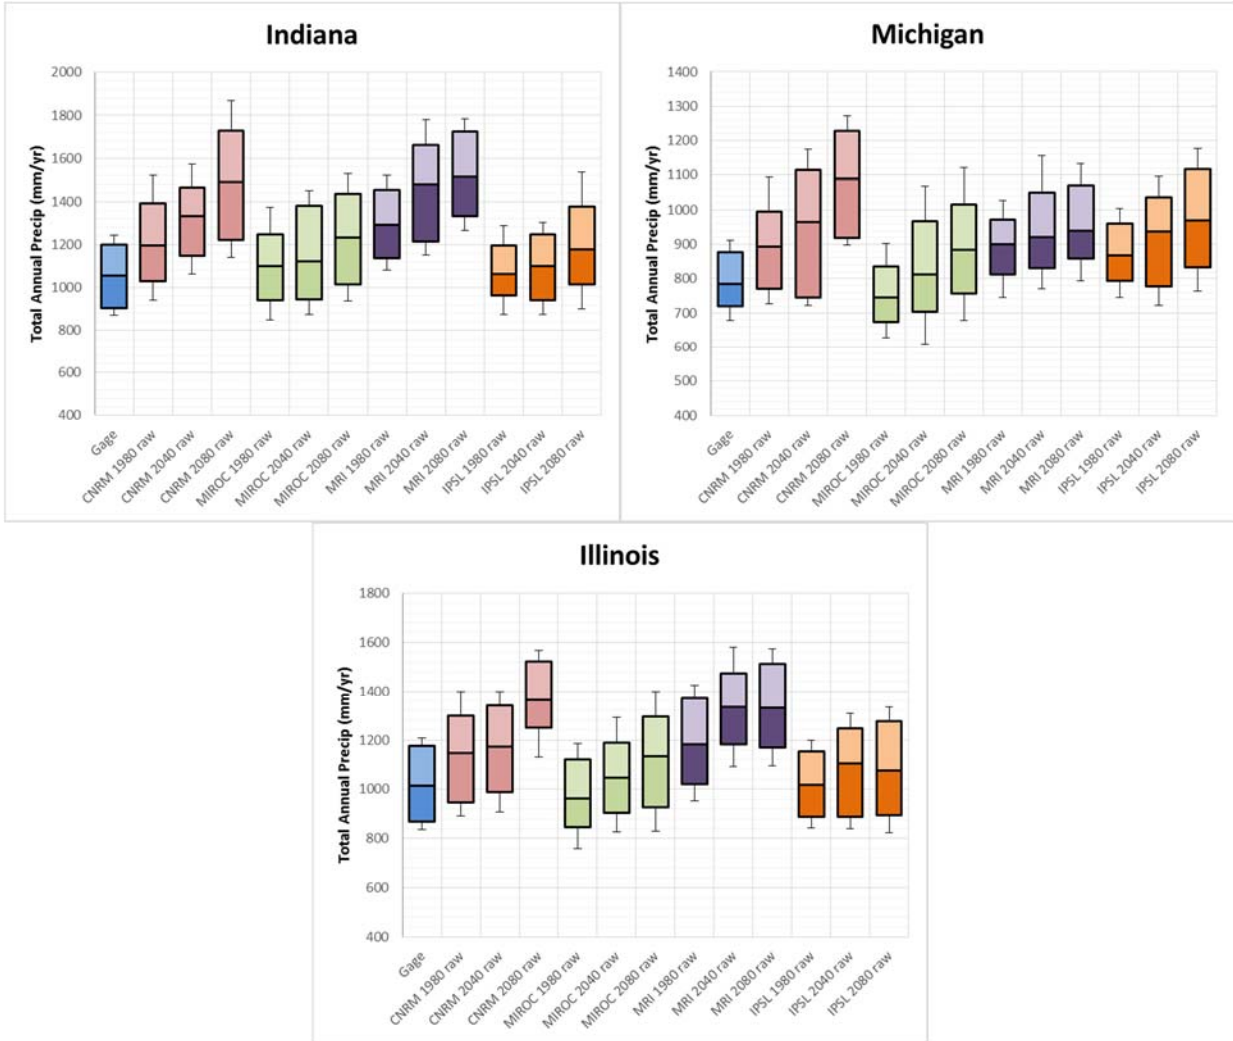 Indiana
Total Annual Precip (mm/yr)
2000
1800
1600
1400
1200
1000
800
600
400
Gage
CNRM 1980 raw
CNRM 2040 raw
CNRM 2080 raw
MIROC 1980 raw
MIROC 2040 raw
MIROC 2080 raw
MRI 1980 raw
MRI 2040 raw
MRI 2080 raw
IPSL 1980 raw
IPSL 2040 raw
IPSL 2080 raw
Michigan
Total Annual Precip (mm/yr)
1400
1300
1200
1100
1000
900
800
700
600
500
400
Gage
CNRM 1980 raw
CNRM 2040 raw
CNRM 2080 raw
MIROC 1980 raw
MIROC 2040 raw
MIROC 2080 raw
MRI 1980 raw
MRI 2040 raw
MRI 2080 raw
IPSL 1980 raw
IPSL 2040 raw
IPSL 2080 raw
Illinois
Total Annual Precip (mm/yr)
1800
1600
1400
1200
1000
800
600
400
Gage
CNRM 1980 raw
CNRM 2040 raw
CNRM 2080 raw
MIROC 1980 raw
MIROC 2040 raw
MIROC 2080 raw
MRI 1980 raw
MRI 2040 raw
MRI 2080 raw
IPSL 1980 raw
IPSL 2040 raw
IPSL 2080 raw